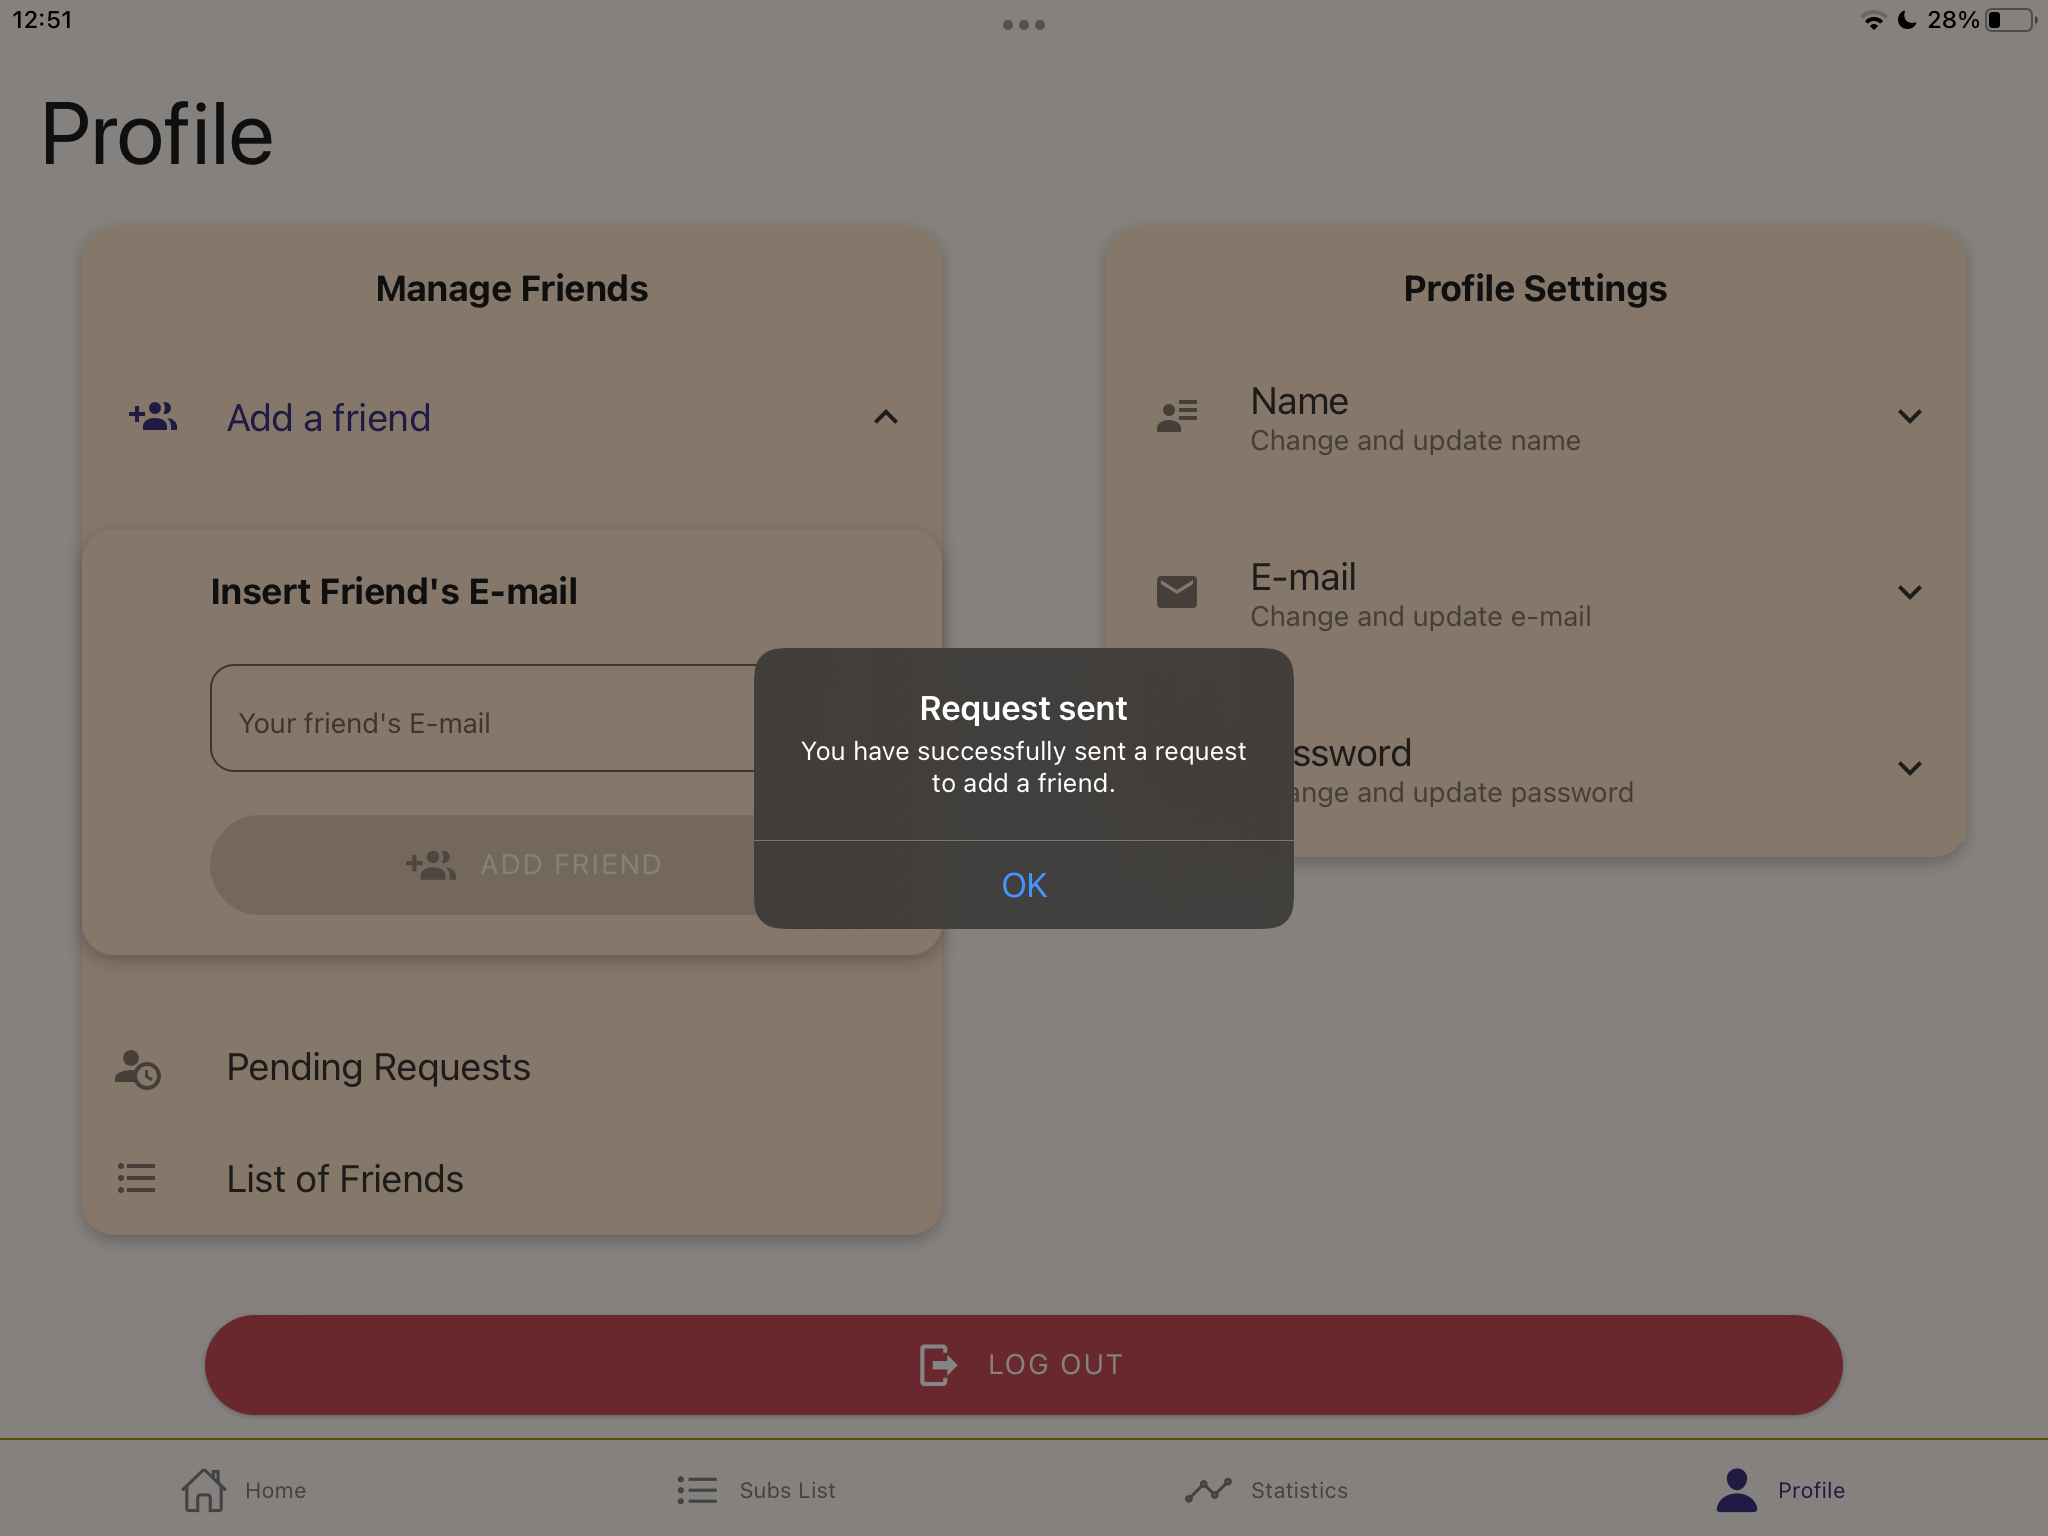 12:51
28%
Profile
Manage Friends
Add a friend
Insert Friend's E-mail
Your friend's E-mail
ADD FRIEND
Pending Requests
List of Friends
Profile Settings
Name
Change and update name
E-mail
Change and update e-mail
ssword
ange and update password
Request sent
You have successfully sent a request
to add a friend.
OK
LOG OUT
Home
Subs List
Statistics
Profile